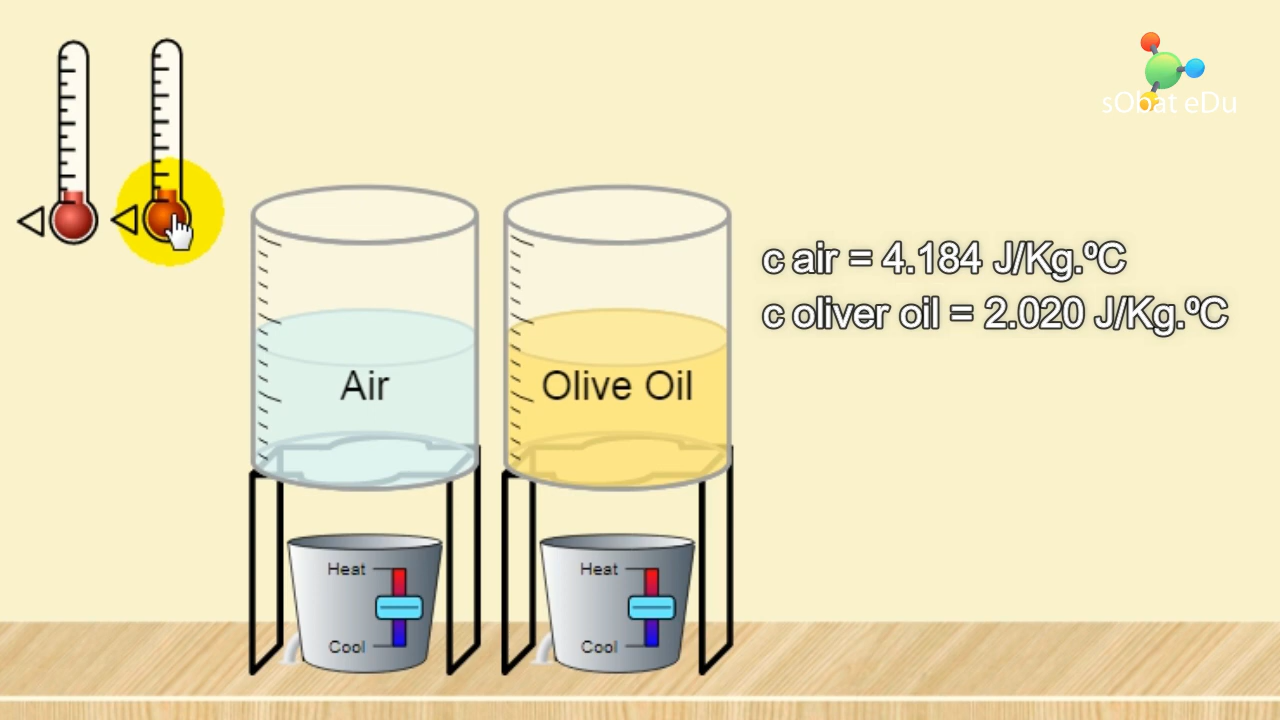 sObat eDu
c air = 4.184 J/Kg.ºC
c oliver oil = 2.020 J/Kg.ºC
Air
Olive Oil
Heat
Cool
Heat
Cool